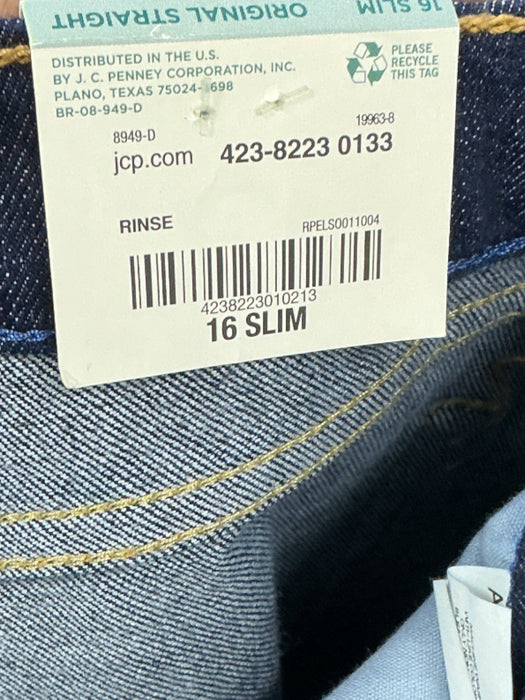 ORIGINAL STRAIGHT
16 SLIM
DISTRIBUTED IN THE U.S.
BY J. C. PENNEY CORPORATION, INC.
PLANO, TEXAS 75024- 698
BR-08-949-D
PLEASE
RECYCLE
THIS TAG
8949-D
19963-8
jcp.com 423-8223 0133
RINSE
RPELS0011004
4238223010213
16 SLIM